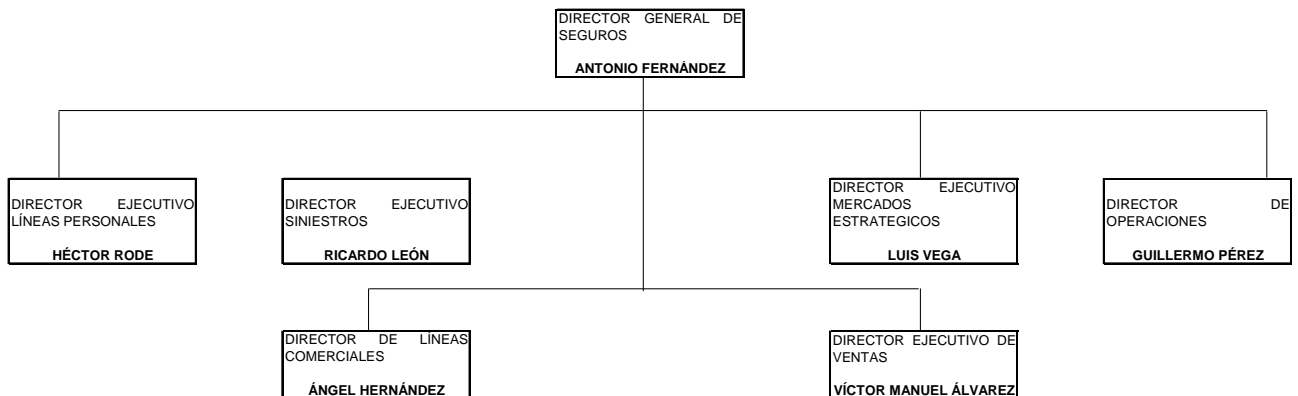 DIRECTOR GENERAL DE
SEGUROS
ANTONIO FERNÁNDEZ
DIRECTOR EJECUTIVO
LÍNEAS PERSONALES
HÉCTOR RODE
DIRECTOR EJECUTIVO
SINIESTROS
RICARDO LEÓN
DIRECTOR EJECUTIVO
MERCADOS
ESTRATEGICOS
LUIS VEGA
DIRECTOR DE
OPERACIONES
GUILLERMO PÉREZ
DIRECTOR DE LÍNEAS
COMERCIALES
ÁNGEL HERNÁNDEZ
DIRECTOR EJECUTIVO DE
VENTAS
VÍCTOR MANUEL ÁLVAREZ